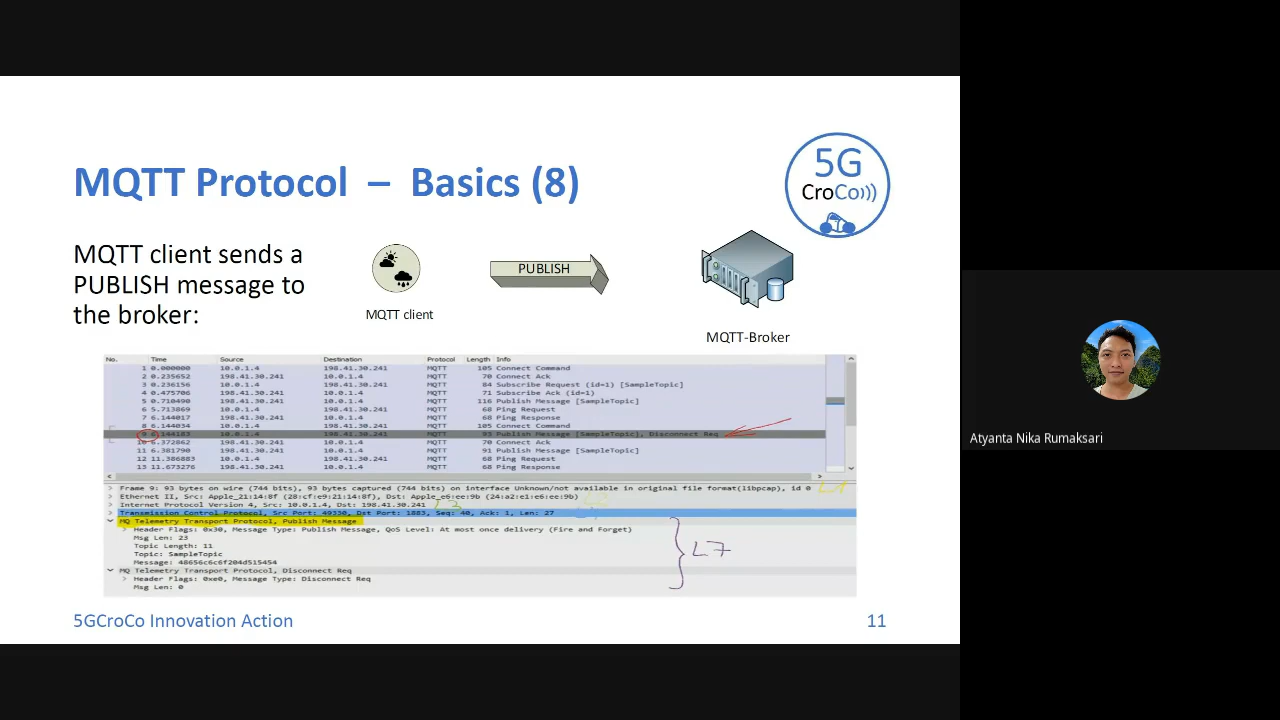 MQTT Protocol – Basics (8)
5G
CroCo
MQTT client sends a
PUBLISH message to
the broker:
PUBLISH
MQTT client
MQTT-Broker
No. Time Source Destination Protocol Length Info
1 0.000000 10.0.1.4 198.41.30.241 MQTT 105 Connect Command
2 0.235652 198.41.30.241 10.0.1.4 MQTT 70 Connect Ack
3 0.236156 10.0.1.4 198.41.30.241 MQTT 84 Subscribe Request (id=1) [SampleTopic]
4 0.475706 198.41.30.241 10.0.1.4 MQTT 71 Subscribe Ack (id=1)
5 0.710490 198.41.30.241 10.0.1.4 MQTT 116 Publish Message [SampleTopic]
6 5.713869 10.0.1.4 198.41.30.241 MQTT 68 Ping Request
7 6.144017 198.41.30.241 10.0.1.4 MQTT 68 Ping Response
8 6.144034 10.0.1.4 198.41.30.241 MQTT 105 Connect Command
9 6.144183 10.0.1.4 198.41.30.241 MQTT 93 Publish Message [SampleTopic], Disconnect Req
10 6.372862 198.41.30.241 10.0.1.4 MQTT 70 Connect Ack
11 6.381790 198.41.30.241 10.0.1.4 MQTT 91 Publish Message [SampleTopic]
12 11.386883 10.0.1.4 198.41.30.241 MQTT 68 Ping Request
13 11.673276 198.41.30.241 10.0.1.4 MQTT 68 Ping Response
Frame 9: 93 bytes on wire (744 bits), 93 bytes captured (744 bits) on interface Unknown/not available in original file format(libpcap), id 0
Ethernet II, Src: Apple_21:14:8f (28:cf:e9:21:14:8f), Dst: Apple_e6:ee:9b (24:a2:e1:e6:ee:9b)
Internet Protocol Version 4, Src: 10.0.1.4, Dst: 198.41.30.241 L3
Transmission Control Protocol, Src Port: 49330, Dst Port: 1883, Seq: 40, Ack: 1, Len: 27
MQ Telemetry Transport Protocol, Publish Message
Header Flags: 0x30, Message Type: Publish Message, QoS Level: At most once delivery (Fire and Forget)
Msg Len: 23
Topic Length: 11
Topic: SampleTopic
Message: 48656c6c6f204d515454
MQ Telemetry Transport Protocol, Disconnect Req
Header Flags: 0xe0, Message Type: Disconnect Req
Msg Len: 0
L7
5GCroCo Innovation Action
11
Atyanta Nika Rumaksari